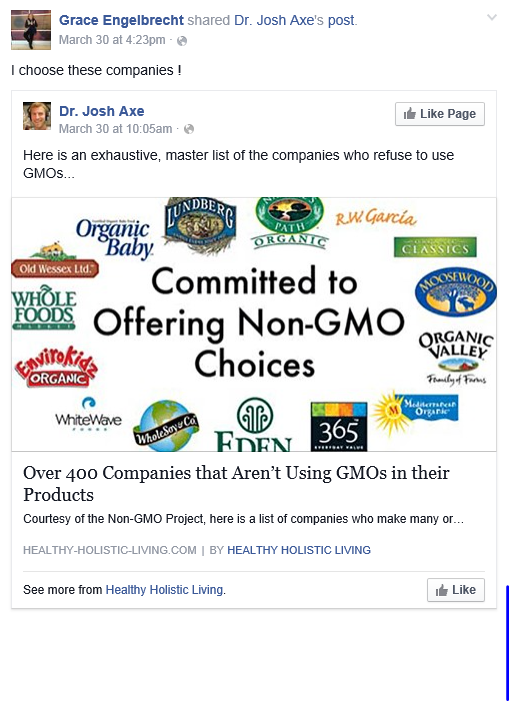 Grace Engelbrecht shared Dr. Josh Axe's post.
March 30 at 4:23pm ·
I choose these companies !
Dr. Josh Axe
March 30 at 10:05am ·
Like Page
Here is an exhaustive, master list of the companies who refuse to use
GMOs...
LUNDBERG
PATH
ORGANIC
R.W. Garcia
Organic
Baby
CLASSICS
Old Wessex Ltd.
Committed to
Offering Non-GMO
Choices
MOOSEWOOD
WHOLE
FOODS
MARKET
ORGANIC
VALLEY
Family of Farms
EnviroKidz
ORGANIC
WhiteWave
FOODS
WholeSoy & Co.
EDEN
365
EVERYDAY VALUE
M
Mediterranean
Organic
Over 400 Companies that Aren't Using GMOs in their
Products
Courtesy of the Non-GMO Project, here is a list of companies who make many or...
HEALTHY-HOLISTIC-LIVING.COM | BY HEALTHY HOLISTIC LIVING
See more from Healthy Holistic Living.
Like